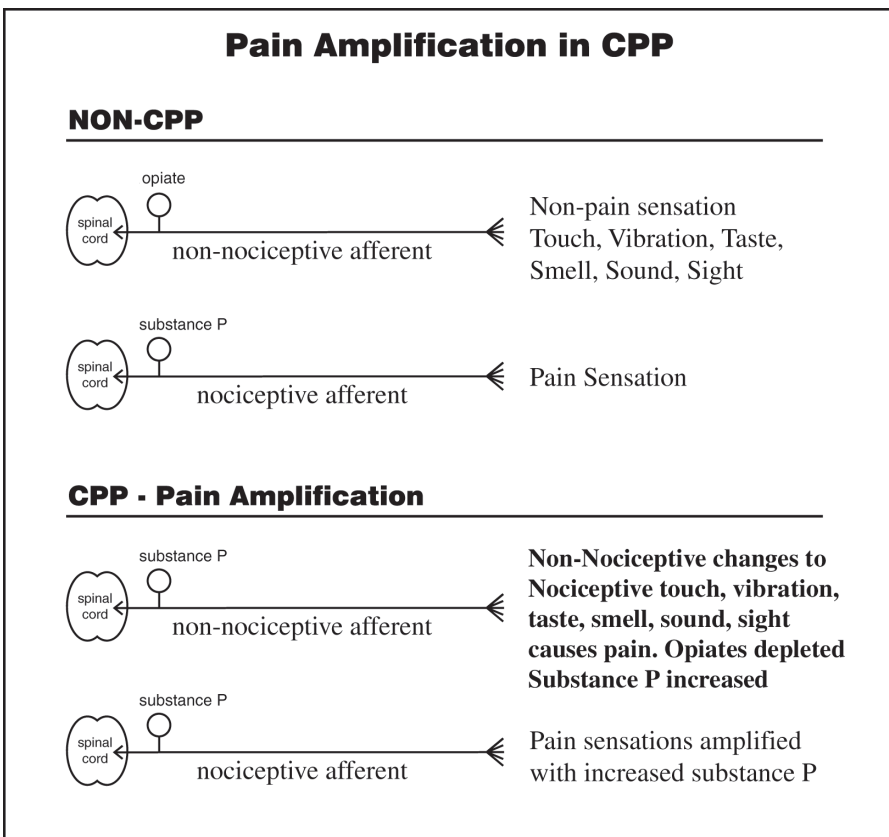 Pain Amplification in CPP
NON-CPP
opiate
spinal
cord
non-nociceptive afferent
Non-pain sensation
Touch, Vibration, Taste,
Smell, Sound, Sight
substance P
spinal
cord
nociceptive afferent
Pain Sensation
CPP - Pain Amplification
substance P
spinal
cord
non-nociceptive afferent
Non-Nociceptive changes to
Nociceptive touch, vibration,
taste, smell, sound, sight
causes pain. Opiates depleted
Substance P increased
substance P
spinal
cord
nociceptive afferent
Pain sensations amplified
with increased substance P